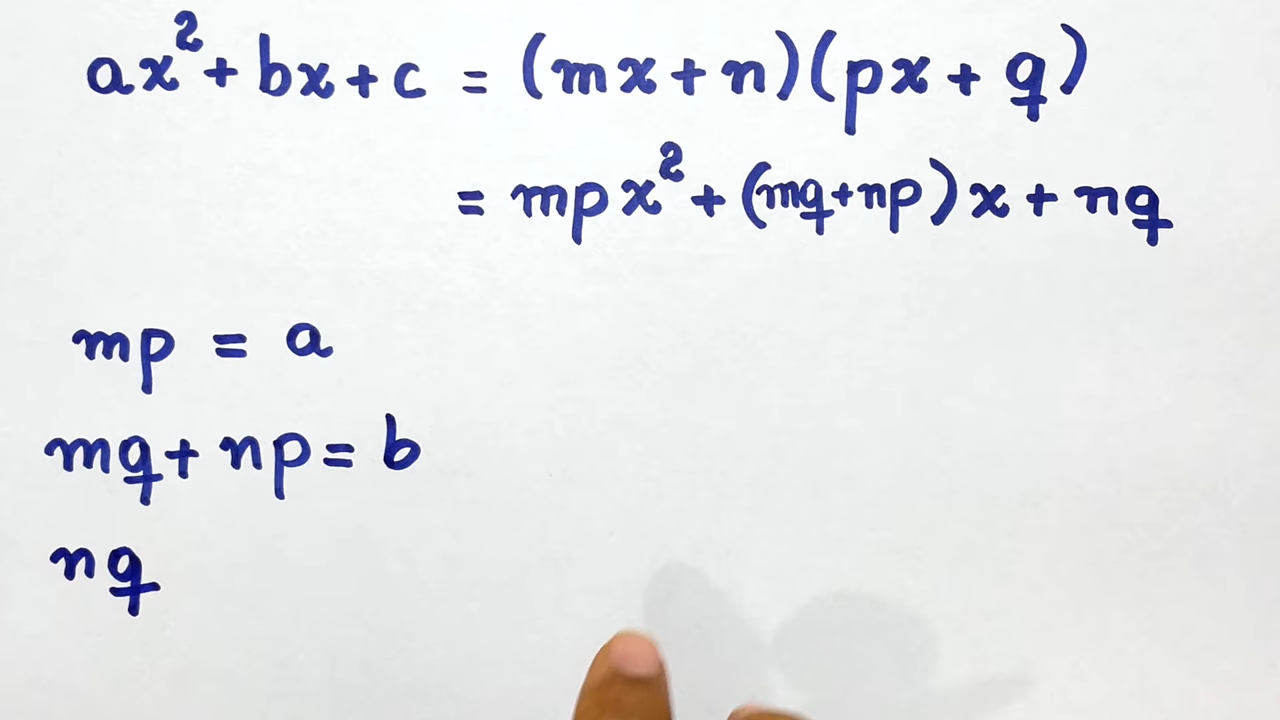 ax² + bx + c = (mx + n)(px + q)
= mpx² + (mq+np)x + nq
mp = a
mq + np = b
nq